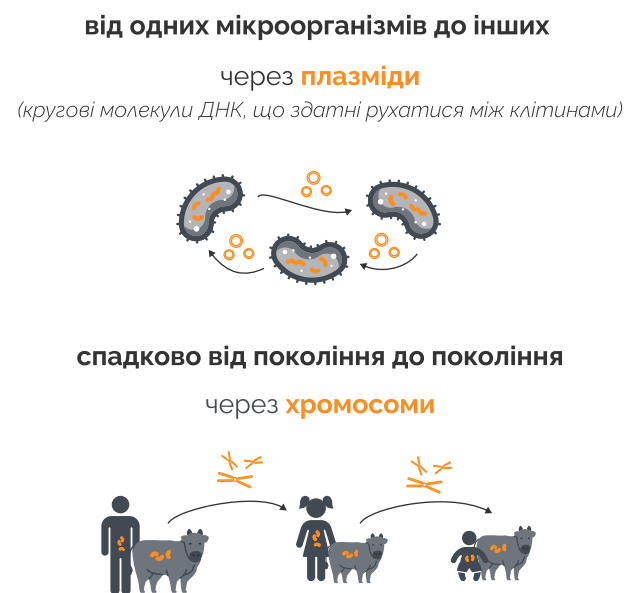 від одних мікроорганізмів до інших
через плазміди
(кругові молекули ДНК, що здатні рухатися між клітинами)
спадково від покоління до покоління
через хромосоми